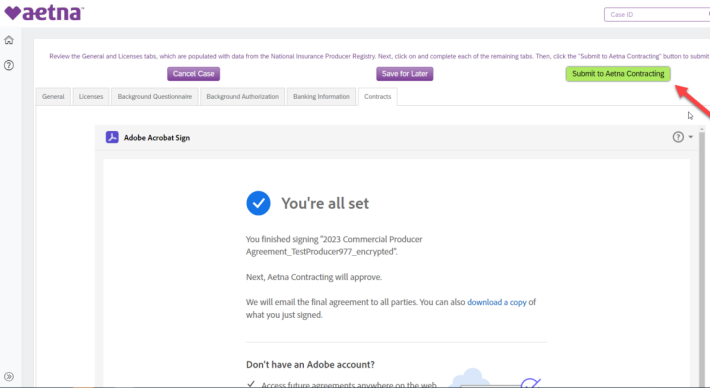 aetna
Case ID
Review the General and Licenses tabs, which are populated with data from the National Insurance Producer Registry. Next, click on and complete each of the remaining tabs. Then, click the "Submit to Aetna Contracting" button to submit
Cancel Case
Save for Later
Submit to Aetna Contracting
General
Licenses
Background Questionnaire
Background Authorization
Banking Information
Contracts
Adobe Acrobat Sign
You're all set
You finished signing "2023 Commercial Producer
Agreement_TestProducer977_encrypted".
Next, Aetna Contracting will approve.
We will email the final agreement to all parties. You can also download a copy of
what you just signed.
Don't have an Adobe account?
Access future agreements anywhere on the web